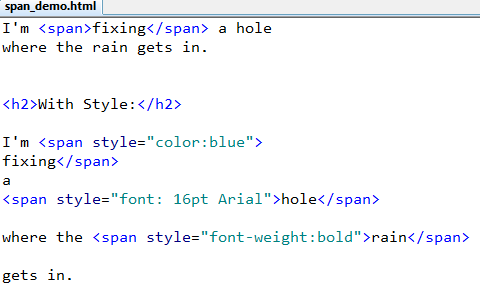 span_demo.html
I'm <span>fixing</span> a hole
where the rain gets in.
<h2>With Style:</h2>
I'm <span style="color:blue">
fixing</span>
a
<span style="font: 16pt Arial">hole</span>
where the <span style="font-weight:bold">rain</span>
gets in.